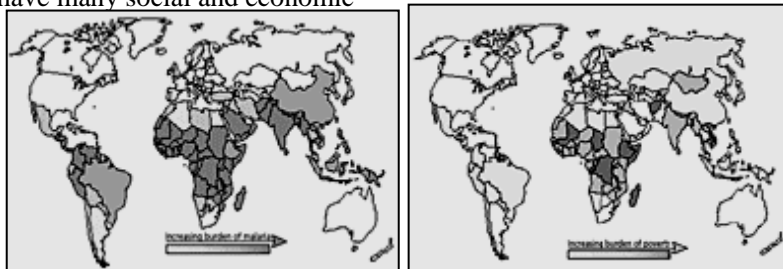 have many social and economic
Increasing burden of malaria
Increasing burden of poverty